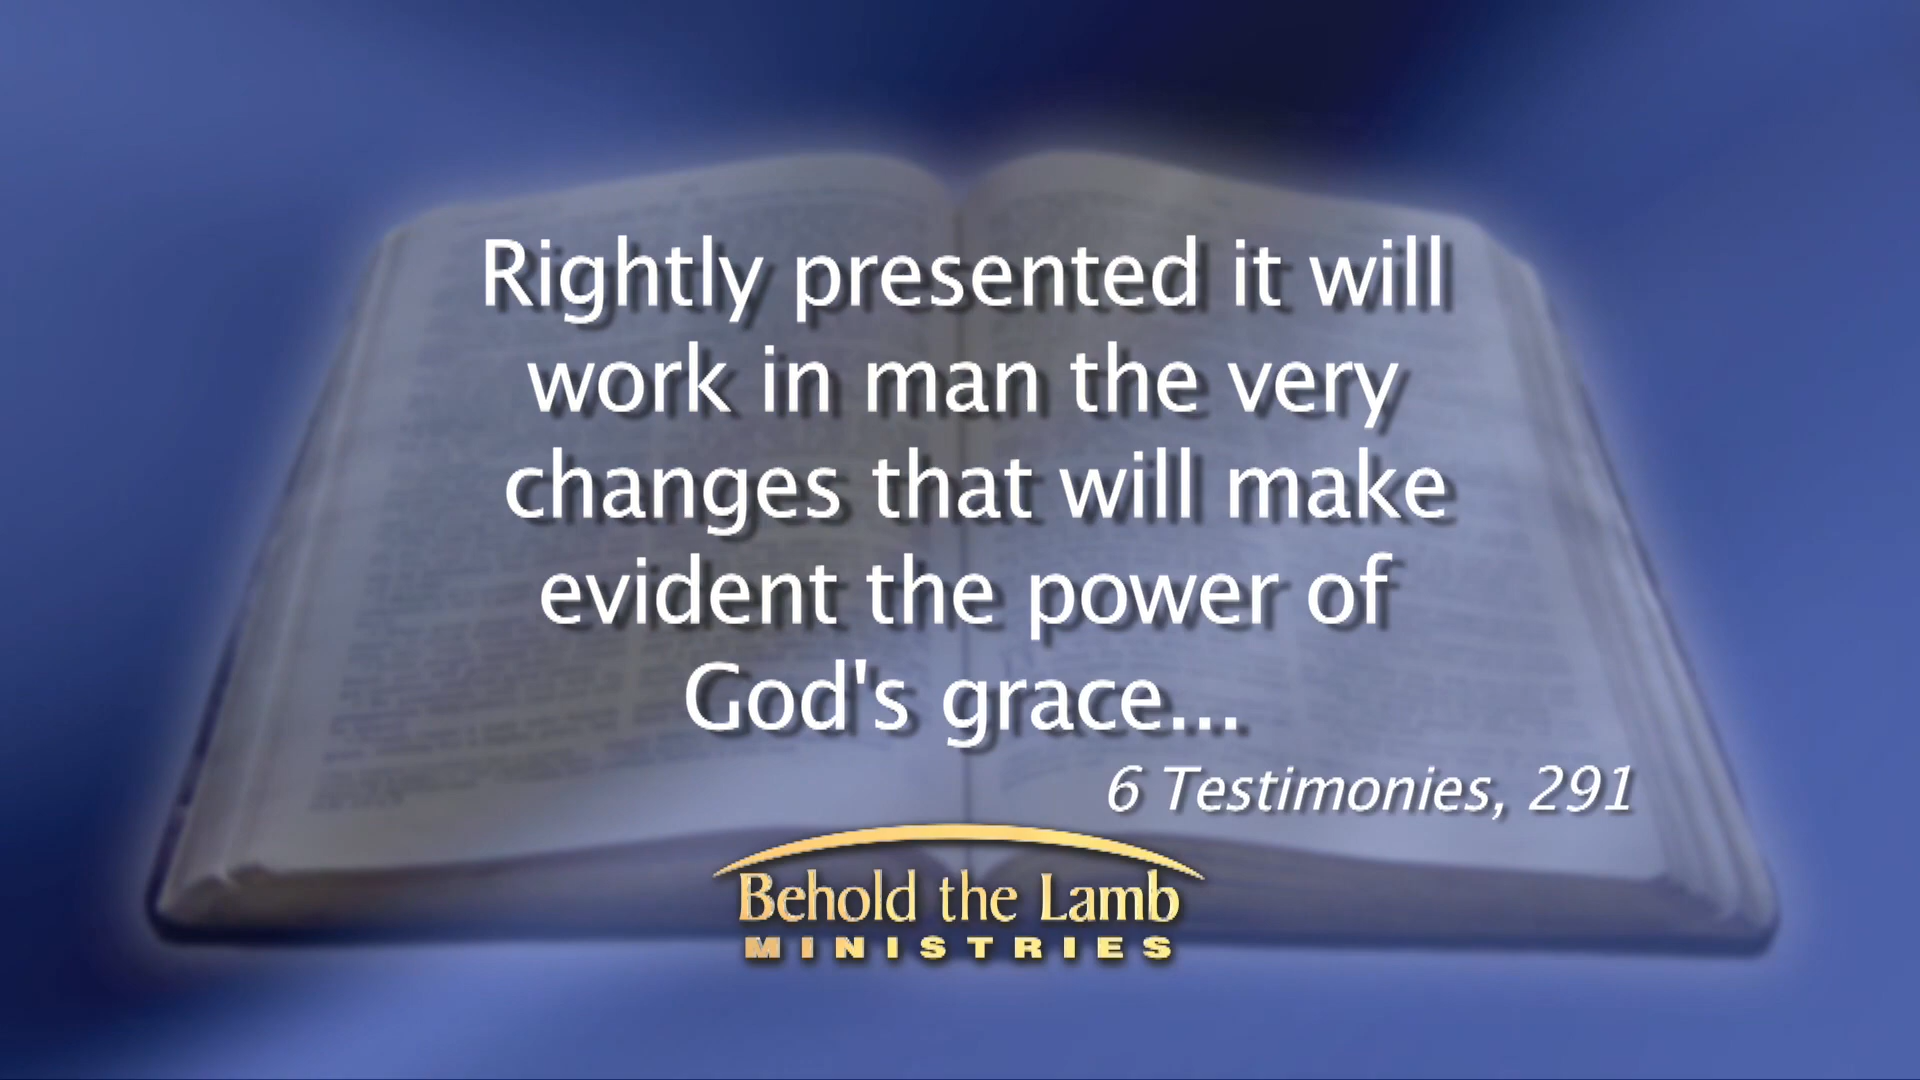 Rightly presented it will
work in man the very
changes that will make
evident the power of
God's grace...
6 Testimonies, 291
Behold the Lamb
MINISTRIES